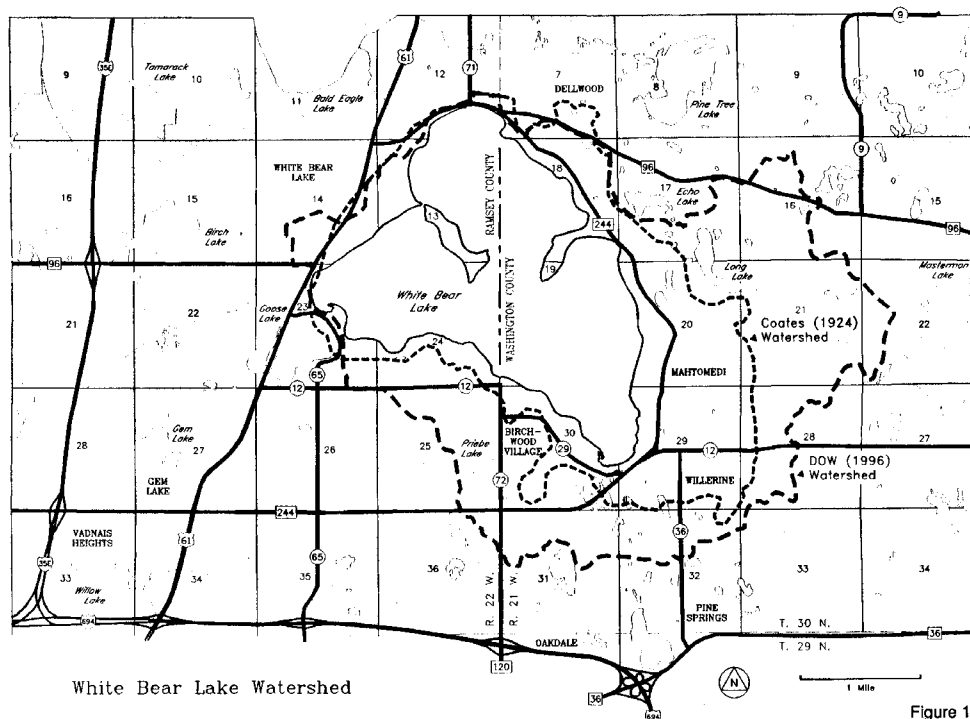 9
61
71
9
10
11
12
7
8
9
10
35E
Tamarack
Lake
Bald Eagle
Lake
DELLWOOD
Pine Tree
Lake
9
WHITE BEAR
LAKE
16
15
14
13
18
17
16
15
96
Echo
Lake
96
244
RAMSEY COUNTY
WASHINGTON COUNTY
Birch
Lake
96
19
Long
Lake
Masterman
Lake
White Bear
Lake
Goose
Lake
21
22
23
24
20
21
22
Coates (1924)
Watershed
65
12
12
MAHTOMEDI
28
Gem
Lake
27
26
25
Priebe
Lake
BIRCH-
WOOD
VILLAGE
30
29
29
12
28
27
DOW (1996)
Watershed
GEM
LAKE
72
WILLERINE
244
36
VADNAIS
HEIGHTS
61
65
35E
33
34
35
36
R. 22 W.
R. 21 W.
31
32
33
34
Willow
Lake
PINE
SPRINGS
694
OAKDALE
T. 30 N.
T. 29 N.
36
120
White Bear Lake Watershed
N
1 Mile
36
694
Figure 1